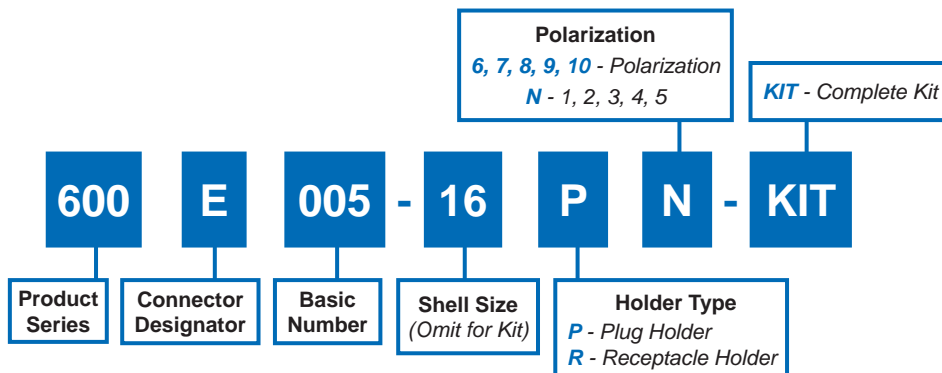 Polarization
6, 7, 8, 9, 10 - Polarization
N - 1, 2, 3, 4, 5
KIT - Complete Kit
600 E 005 - 16 P N - KIT
Product
Series
Connector
Designator
Basic
Number
Shell Size
(Omit for Kit)
Holder Type
P - Plug Holder
R - Receptacle Holder